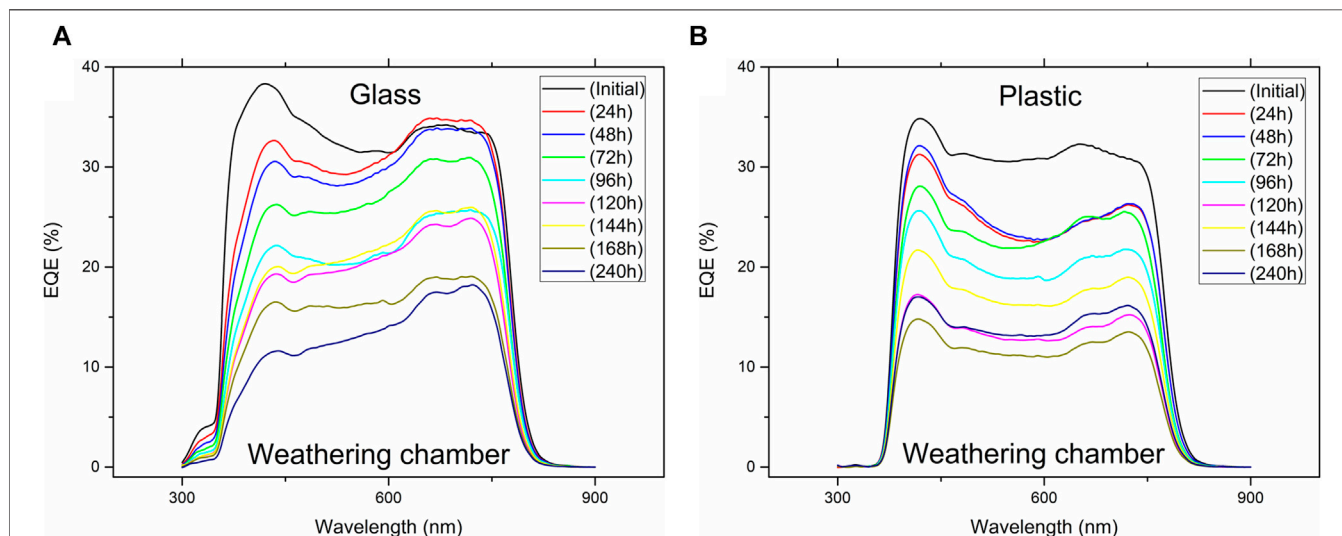 A
40
30
20
10
0
EQE (%)
Glass
(Initial)
(24h)
(48h)
(72h)
(96h)
(120h)
(144h)
(168h)
(240h)
Weathering chamber
300
600
900
Wavelength (nm)
B
40
30
20
10
0
EQE (%)
Plastic
(Initial)
(24h)
(48h)
(72h)
(96h)
(120h)
(144h)
(168h)
(240h)
Weathering chamber
300
600
900
Wavelength (nm)